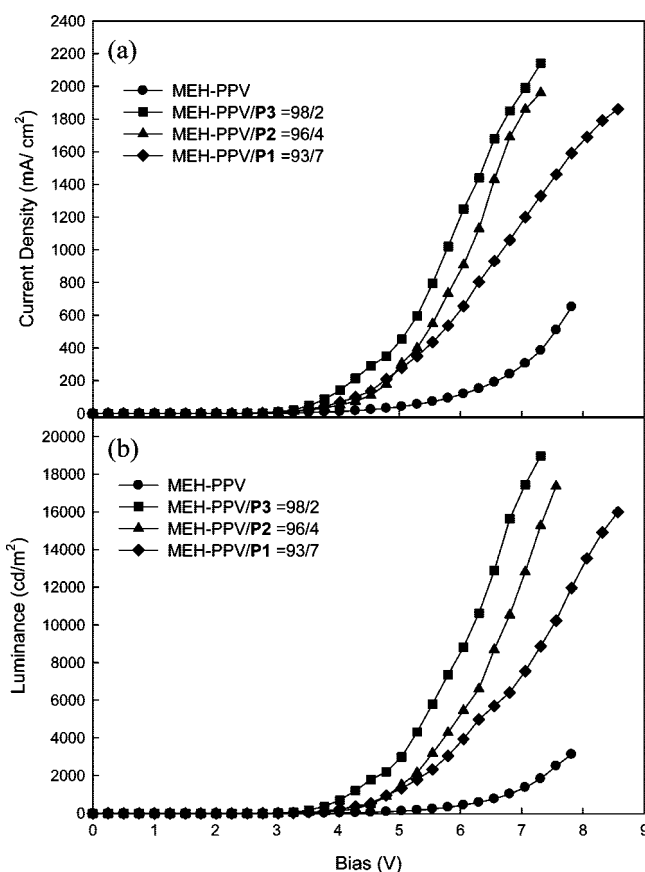 (a)
MEH-PPV
MEH-PPV/P3 =98/2
MEH-PPV/P2 =96/4
MEH-PPV/P1 =93/7
Current Density (mA/ cm²)
2400
2200
2000
1800
1600
1400
1200
1000
800
600
400
200
0
(b)
MEH-PPV
MEH-PPV/P3 =98/2
MEH-PPV/P2 =96/4
MEH-PPV/P1 =93/7
Luminance (cd/m²)
20000
18000
16000
14000
12000
10000
8000
6000
4000
2000
0
0 1 2 3 4 5 6 7 8 9
Bias (V)